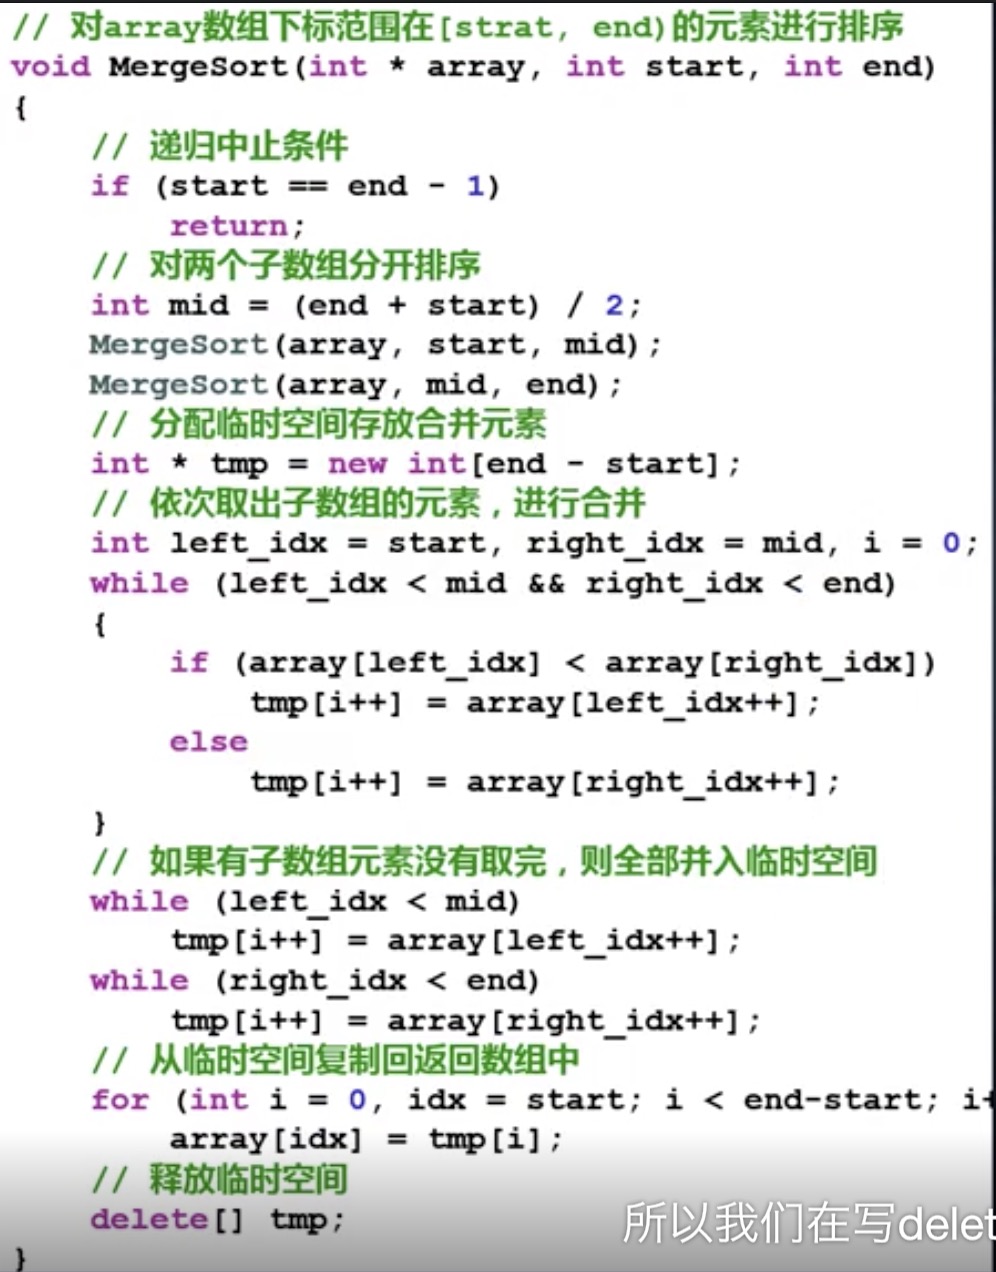 // 对array数组下标范围在[strat, end)的元素进行排序
void MergeSort(int * array, int start, int end)
{
// 递归中止条件
if (start == end - 1)
return;
// 对两个子数组分开排序
int mid = (end + start) / 2;
MergeSort(array, start, mid);
MergeSort(array, mid, end);
// 分配临时空间存放合并元素
int * tmp = new int[end - start];
// 依次取出子数组的元素，进行合并
int left_idx = start, right_idx = mid, i = 0;
while (left_idx < mid && right_idx < end)
{
if (array[left_idx] < array[right_idx])
tmp[i++] = array[left_idx++];
else
tmp[i++] = array[right_idx++];
}
// 如果有子数组元素没有取完，则全部并入临时空间
while (left_idx < mid)
tmp[i++] = array[left_idx++];
while (right_idx < end)
tmp[i++] = array[right_idx++];
// 从临时空间复制回返回数组中
for (int i = 0, idx = start; i < end-start; i+
array[idx] = tmp[i];
// 释放临时空间
delete[] tmp;
所以我们在写delet
}